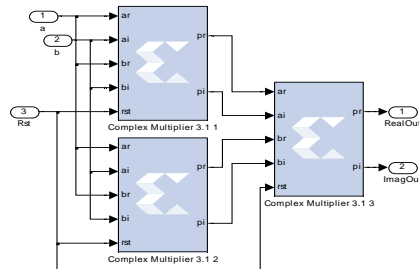 1
a
2
b
3
Rst
ar
ai
br
bi
rst
pr
pi
Complex Multiplier 3.1 1
ar
ai
br
bi
rst
pr
pi
Complex Multiplier 3.1 2
ar
ai
br
bi
rst
pr
pi
Complex Multiplier 3.1 3
1
RealOut
2
ImagOut